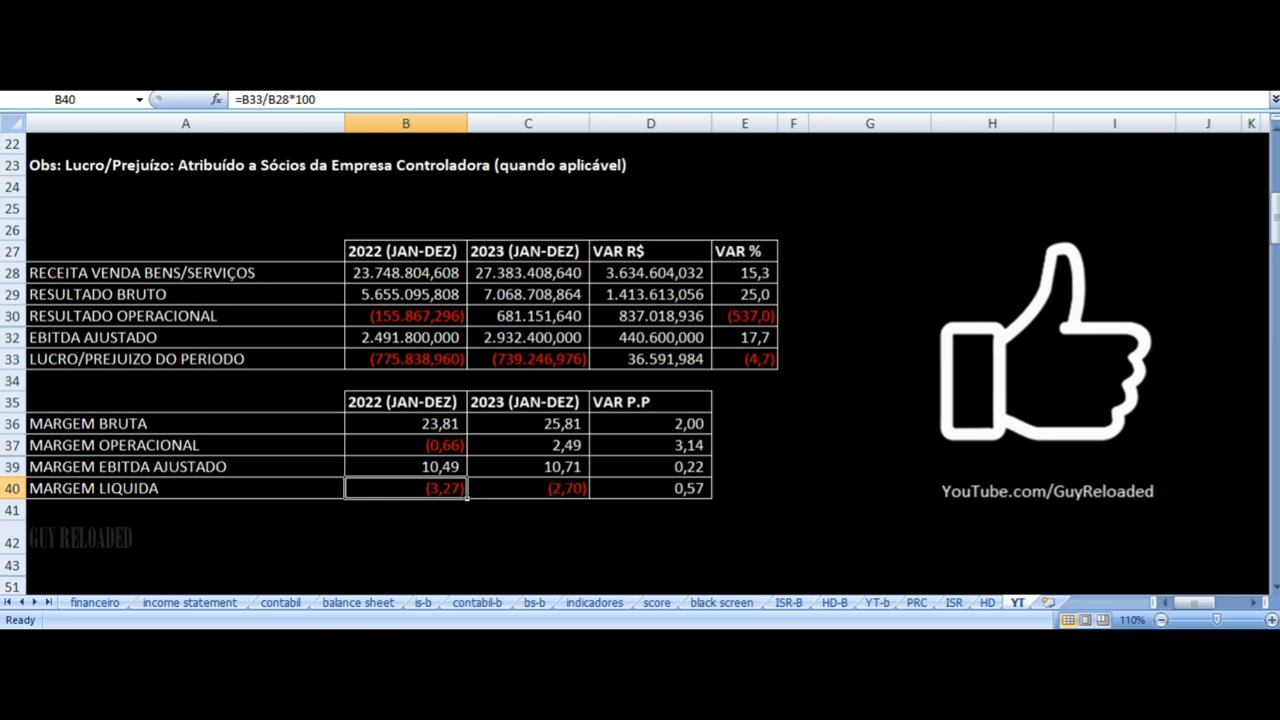 B40 fx =B33/B28*100
A B C D E F G H I J K
22
23 Obs: Lucro/Prejuízo: Atribuído a Sócios da Empresa Controladora (quando aplicável)
24
25
26
27 2022 (JAN-DEZ) 2023 (JAN-DEZ) VAR R$ VAR %
28 RECEITA VENDA BENS/SERVIÇOS 23.748.804,608 27.383.408,640 3.634.604,032 15,3
29 RESULTADO BRUTO 5.655.095,808 7.068.708,864 1.413.613,056 25,0
30 RESULTADO OPERACIONAL (155.867,296) 681.151,640 837.018,936 (537,0)
32 EBITDA AJUSTADO 2.491.800,000 2.932.400,000 440.600,000 17,7
33 LUCRO/PREJUIZO DO PERIODO (775.838,960) (739.246,976) 36.591,984 (4,7)
34
35 2022 (JAN-DEZ) 2023 (JAN-DEZ) VAR P.P
36 MARGEM BRUTA 23,81 25,81 2,00
37 MARGEM OPERACIONAL (0,66) 2,49 3,14
39 MARGEM EBITDA AJUSTADO 10,49 10,71 0,22
40 MARGEM LIQUIDA (3,27) (2,70) 0,57
YouTube.com/GuyReloaded
41
42 GUY RELOADED
43
51
financeiro income statement contabil balance sheet is-b contabil-b bs-b indicadores score black screen ISR-B HD-B YT-b PRC ISR HD YT
Ready 110%